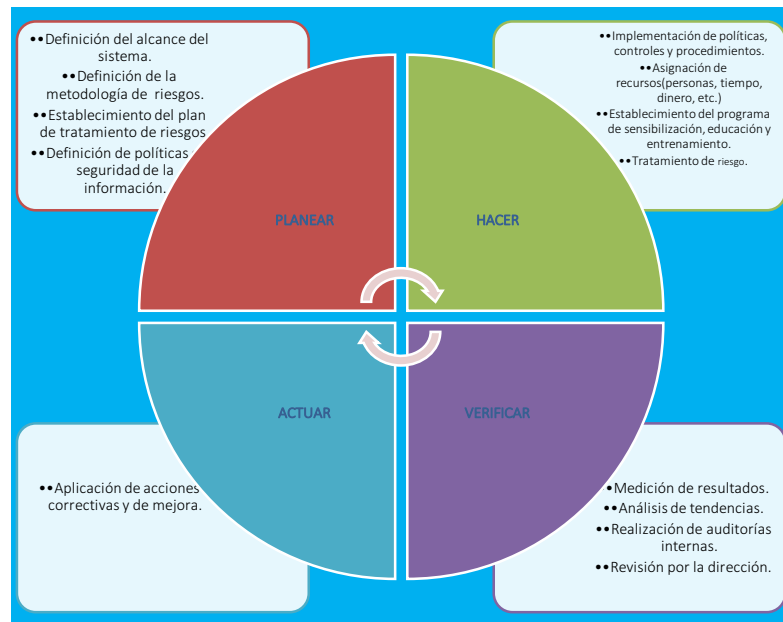 ••Definición del alcance del
sistema.
••Definición de la
metodología de riesgos.
••Establecimiento del plan
de tratamiento de riesgos
••Definición de políticas
seguridad de la
información.
••Implementación de políticas,
controles y procedimientos.
••Asignación de
recursos(personas, tiempo,
dinero, etc.)
••Establecimiento del programa
de sensibilización, educación y
entrenamiento.
••Tratamiento de riesgo.
PLANEAR
HACER
ACTUAR
VERIFICAR
••Aplicación de acciones
correctivas y de mejora.
•Medición de resultados.
••Análisis de tendencias.
••Realización de auditorías
internas.
••Revisión por la dirección.